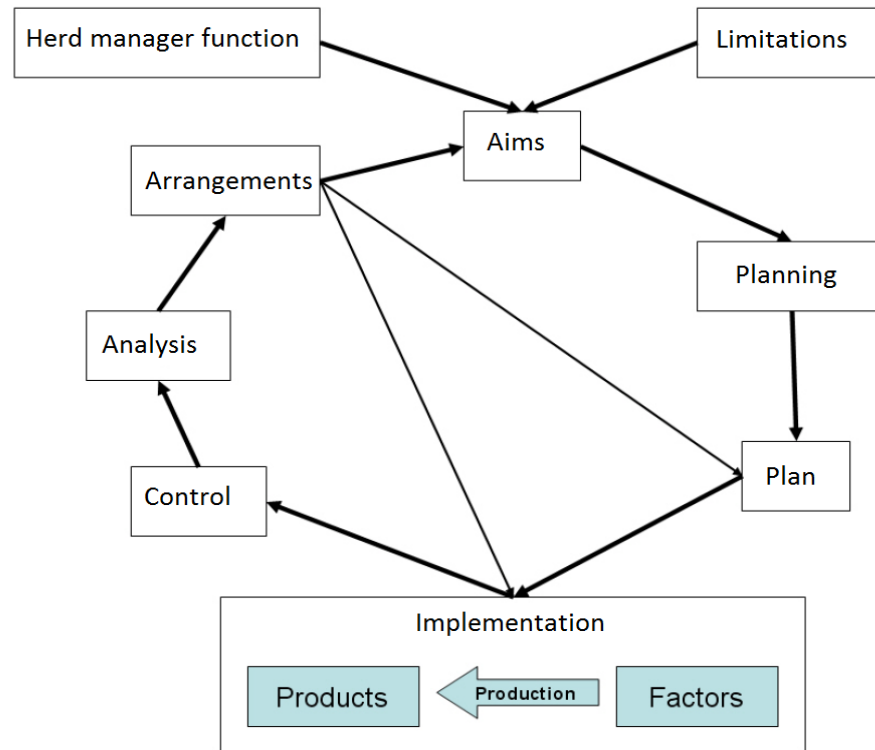 Herd manager function
Limitations
Aims
Arrangements
Planning
Analysis
Plan
Control
Implementation
Products
Production
Factors